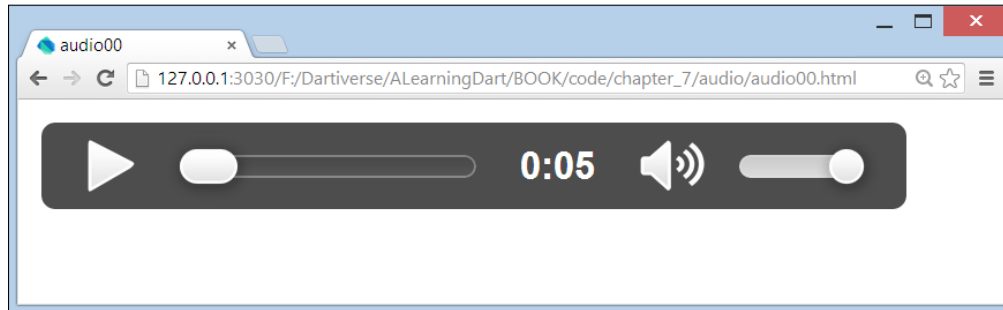 audio00
127.0.0.1:3030/F:/Dartiverse/ALearningDart/BOOK/code/chapter_7/audio/audio00.html
0:05